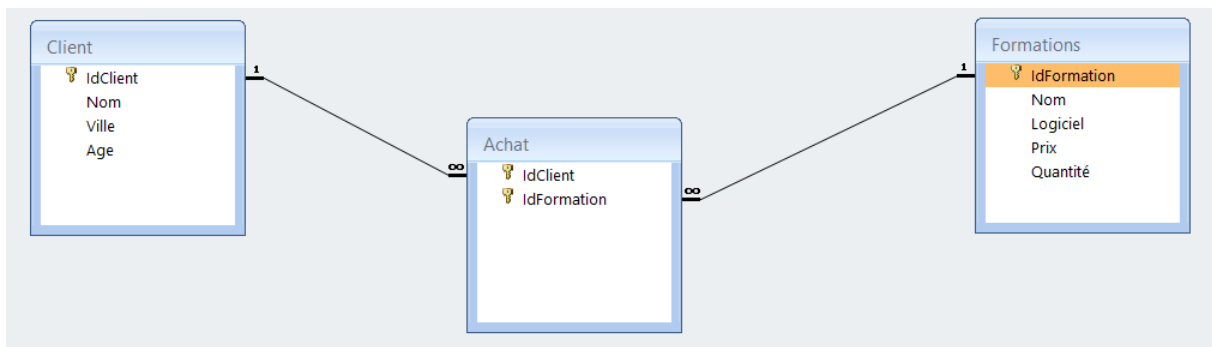 Client
IdClient
Nom
Ville
Age
1
∞
Achat
IdClient
IdFormation
∞
1
Formations
IdFormation
Nom
Logiciel
Prix
Quantité